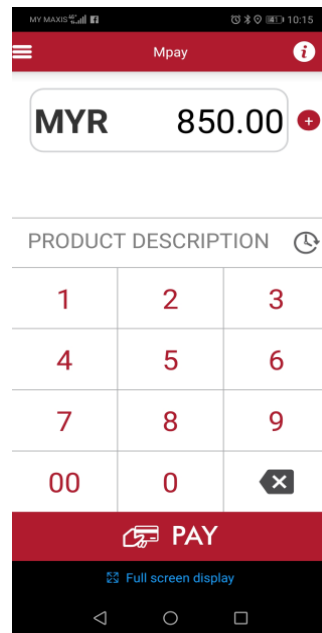 MY MAXIS 4G 10:15
Mpay i
MYR 850.00 +
PRODUCT DESCRIPTION
1 2 3
4 5 6
7 8 9
00 0
PAY
Full screen display